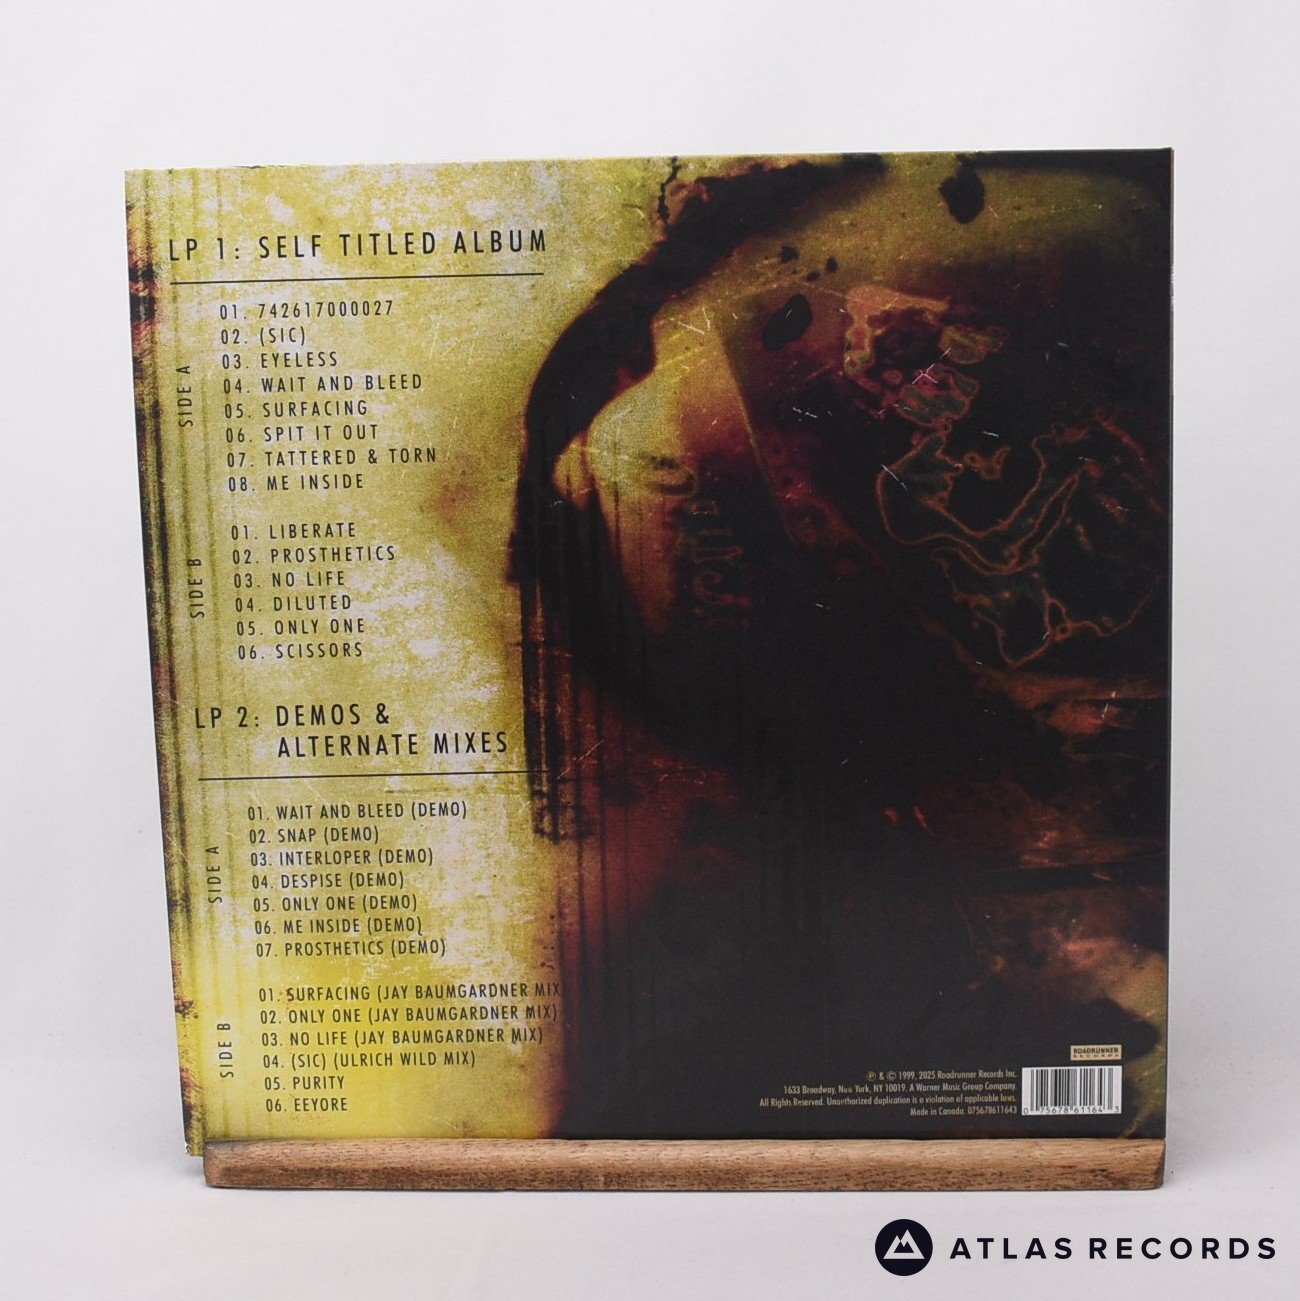 LP 1: SELF TITLED ALBUM
SIDE A
01. 742617000027
02. (SIC)
03. EYELESS
04. WAIT AND BLEED
05. SURFACING
06. SPIT IT OUT
07. TATTERED & TORN
08. ME INSIDE
SIDE B
01. LIBERATE
02. PROSTHETICS
03. NO LIFE
04. DILUTED
05. ONLY ONE
06. SCISSORS
LP 2: DEMOS &
ALTERNATE MIXES
SIDE A
01. WAIT AND BLEED (DEMO)
02. SNAP (DEMO)
03. INTERLOPER (DEMO)
04. DESPISE (DEMO)
05. ONLY ONE (DEMO)
06. ME INSIDE (DEMO)
07. PROSTHETICS (DEMO)
SIDE B
01. SURFACING (JAY BAUMGARDNER MIX
02. ONLY ONE (JAY BAUMGARDNER MIX)
03. NO LIFE (JAY BAUMGARDNER MIX)
04. (SIC) (ULRICH WILD MIX)
05. PURITY
06. EEYORE
ROADRUNNER
RECORDS
℗ & © 1999, 2025 Roadrunner Records Inc.
1633 Broadway, New York, NY 10019. A Warner Music Group Company.
All Rights Reserved. Unauthorized duplication is a violation of applicable laws.
Made in Canada. 075678611643
0 75678 61164 3
ATLAS RECORDS